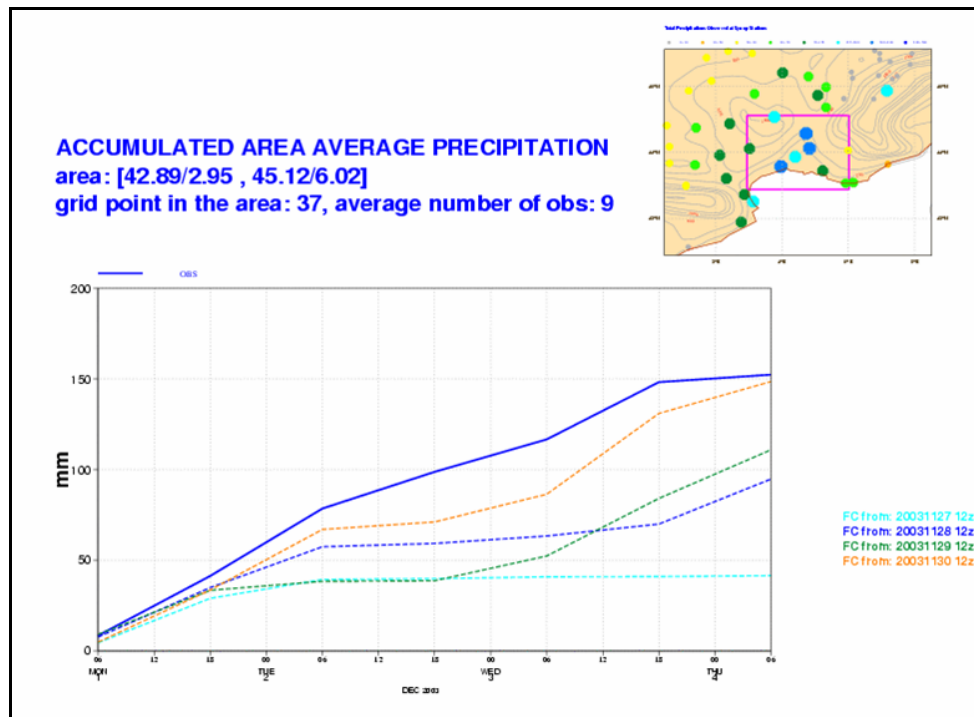 ACCUMULATED AREA AVERAGE PRECIPITATION
area: [42.89/2.95 , 45.12/6.02]
grid point in the area: 37, average number of obs: 9
OBS
200
150
100
50
0
mm
06 12 18 00 06 18 00 06 12 18 00 06
MON TUE WED THU
1 2 3 4
DEC 2003
FC from: 20031127 12z
FC from: 20031128 12z
FC from: 20031129 12z
FC from: 20031130 12z